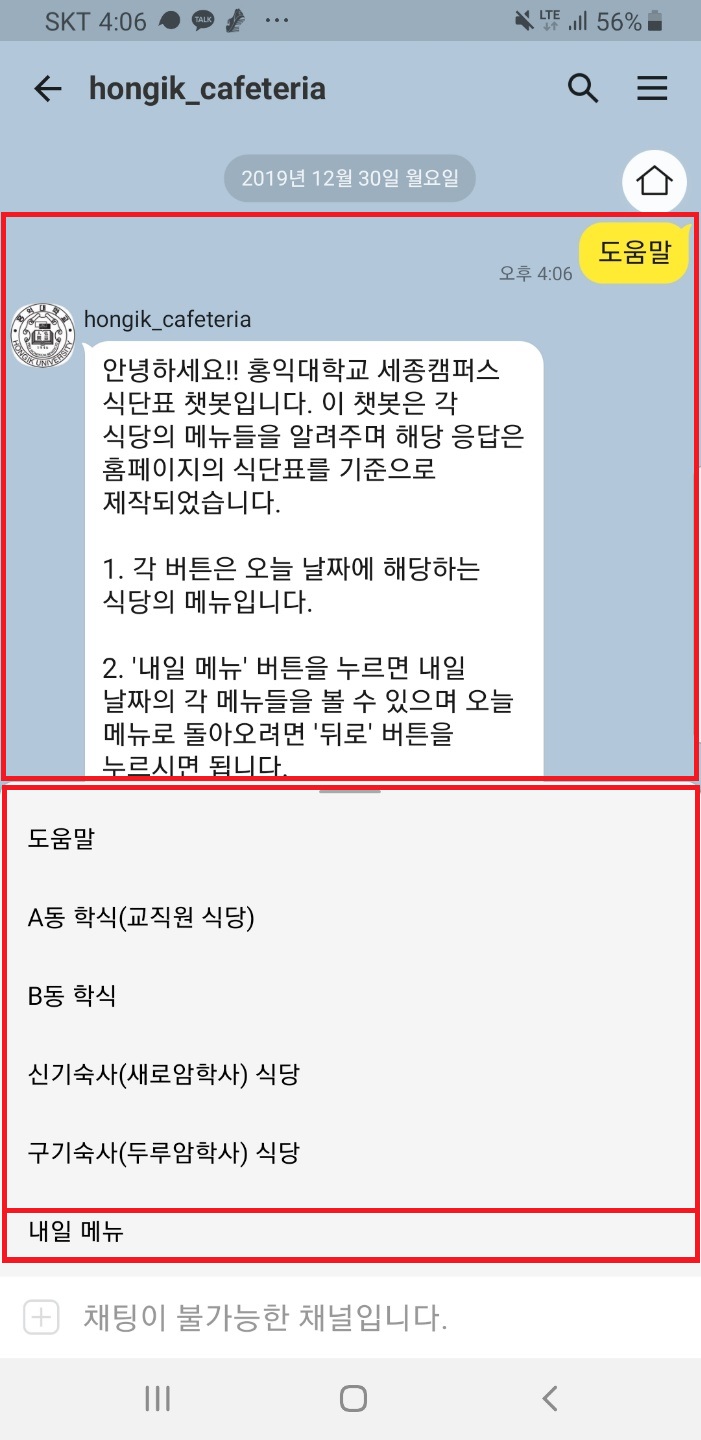 SKT 4:06 TALK ··· LTE 56%
hongik_cafeteria
2019년 12월 30일 월요일
도움말
오후 4:06
hongik_cafeteria
HONGIK UNIVERSITY
안녕하세요!! 홍익대학교 세종캠퍼스
식단표 챗봇입니다. 이 챗봇은 각
식당의 메뉴들을 알려주며 해당 응답은
홈페이지의 식단표를 기준으로
제작되었습니다.
1. 각 버튼은 오늘 날짜에 해당하는
식당의 메뉴입니다.
2. '내일 메뉴' 버튼을 누르면 내일
날짜의 각 메뉴들을 볼 수 있으며 오늘
메뉴로 돌아오려면 '뒤로' 버튼을
누르시면 됩니다.
도움말
A동 학식(교직원 식당)
B동 학식
신기숙사(새로암학사) 식당
구기숙사(두루암학사) 식당
내일 메뉴
채팅이 불가능한 채널입니다.